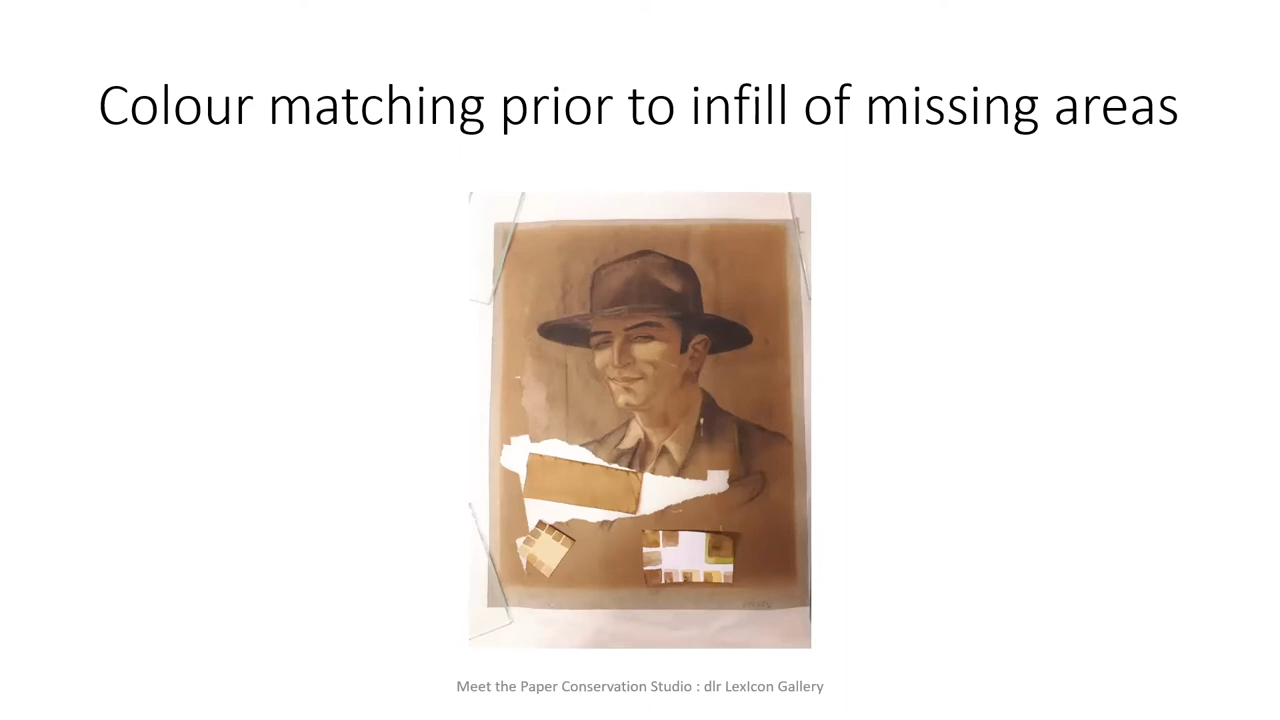 Colour matching prior to infill of missing areas
Meet the Paper Conservation Studio : dlr LexIcon Gallery